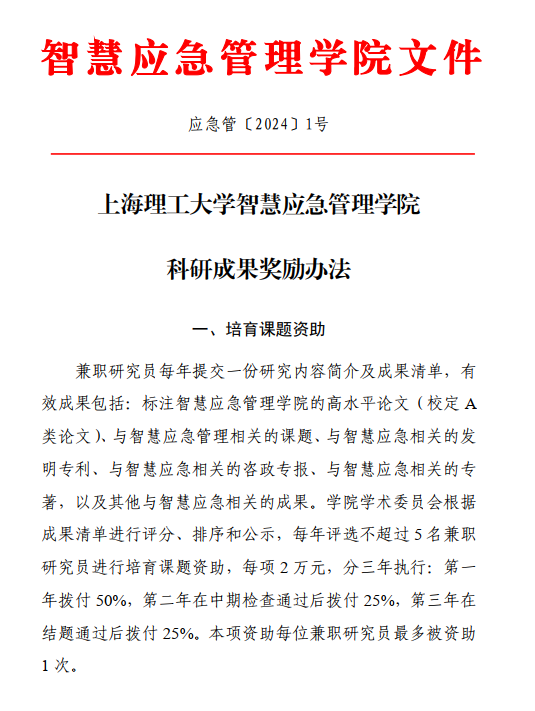 智慧应急管理学院文件
应急管〔2024〕1号
上海理工大学智慧应急管理学院
科研成果奖励办法
一、培育课题资助
兼职研究员每年提交一份研究内容简介及成果清单，有
效成果包括：标注智慧应急管理学院的高水平论文（校定 A
类论文）、与智慧应急管理相关的课题、与智慧应急相关的发
明专利、与智慧应急相关的咨政专报、与智慧应急相关的专
著，以及其他与智慧应急相关的成果。学院学术委员会根据
成果清单进行评分、排序和公示，每年评选不超过 5 名兼职
研究员进行培育课题资助，每项 2 万元，分三年执行：第一
年拨付 50%，第二年在中期检查通过后拨付 25%，第三年在
结题通过后拨付 25%。本项资助每位兼职研究员最多被资助
1 次。